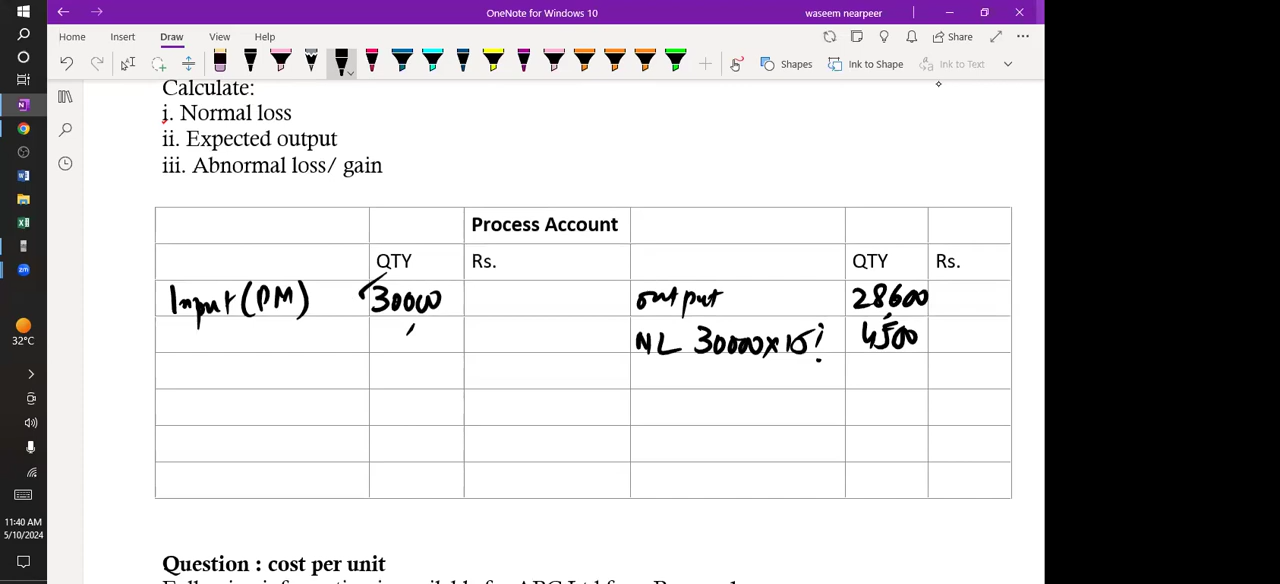 OneNote for Windows 10
waseem nearpeer
Home Insert Draw View Help
Share
Shapes Ink to Shape Ink to Text
Calculate:
i. Normal loss
ii. Expected output
iii. Abnormal loss/ gain
Process Account
QTY Rs. QTY Rs.
Input (DM) 30000 output 28600
NL 30000x15% 4500
32°C
11:40 AM
5/10/2024
Question : cost per unit